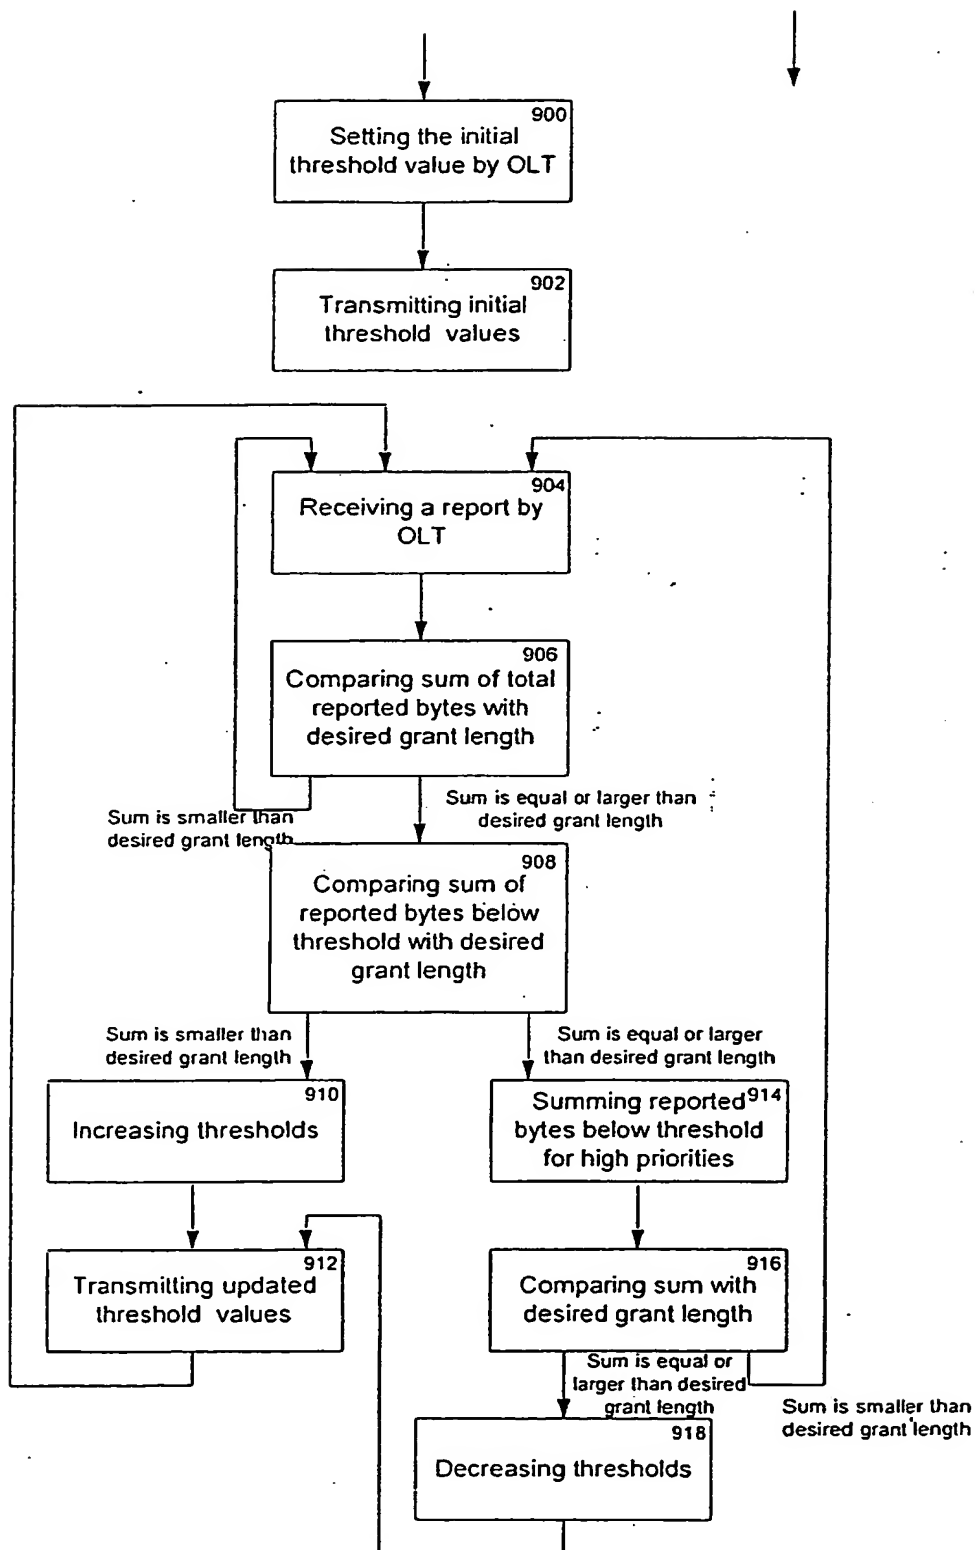 900
Setting the initial
threshold value by OLT
902
Transmitting initial
threshold values
904
Receiving a report by
OLT
906
Comparing sum of total
reported bytes with
desired grant length
Sum is smaller than
desired grant length
Sum is equal or larger than
desired grant length
908
Comparing sum of
reported bytes below
threshold with desired
grant length
Sum is smaller than
desired grant length
Sum is equal or larger
than desired grant length
910
Increasing thresholds
914
Summing reported
bytes below threshold
for high priorities
912
Transmitting updated
threshold values
916
Comparing sum with
desired grant length
Sum is equal or
larger than desired
grant length
Sum is smaller than
desired grant length
918
Decreasing thresholds